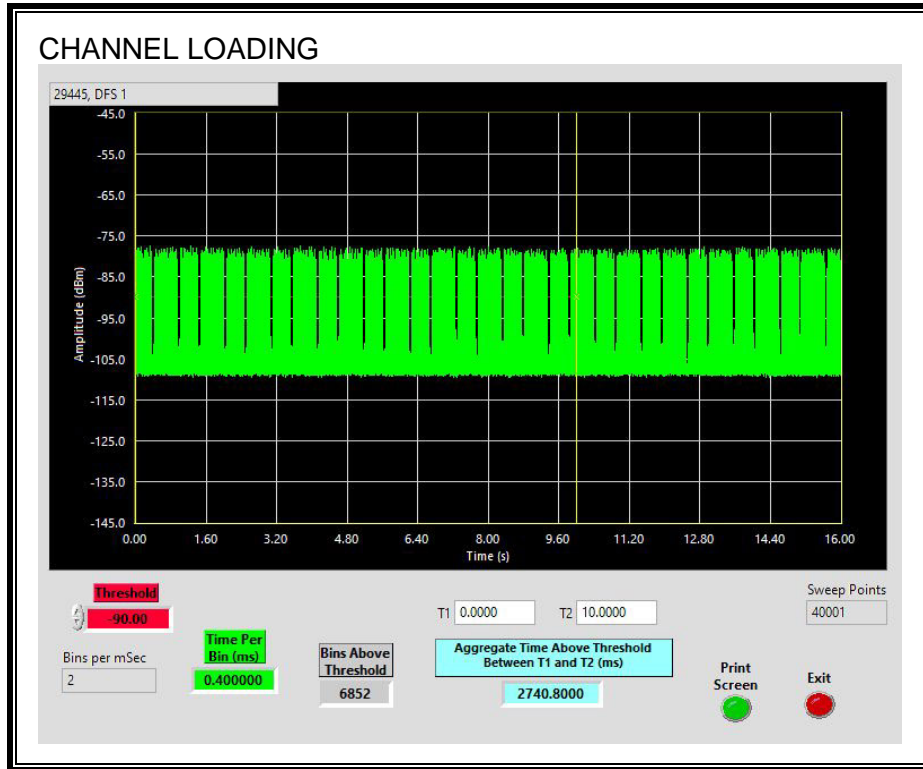 CHANNEL LOADING
29445, DFS 1
-45.0
-55.0
-65.0
-75.0
-85.0
-95.0
-105.0
-115.0
-125.0
-135.0
-145.0
Amplitude (dBm)
0.00 1.60 3.20 4.80 6.40 8.00 9.60 11.20 12.80 14.40 16.00
Time (s)
Threshold
-90.00
Bins per mSec
2
Time Per
Bin (ms)
0.400000
Bins Above
Threshold
6852
T1 0.0000 T2 10.0000
Aggregate Time Above Threshold
Between T1 and T2 (ms)
2740.8000
Sweep Points
40001
Print
Screen
Exit